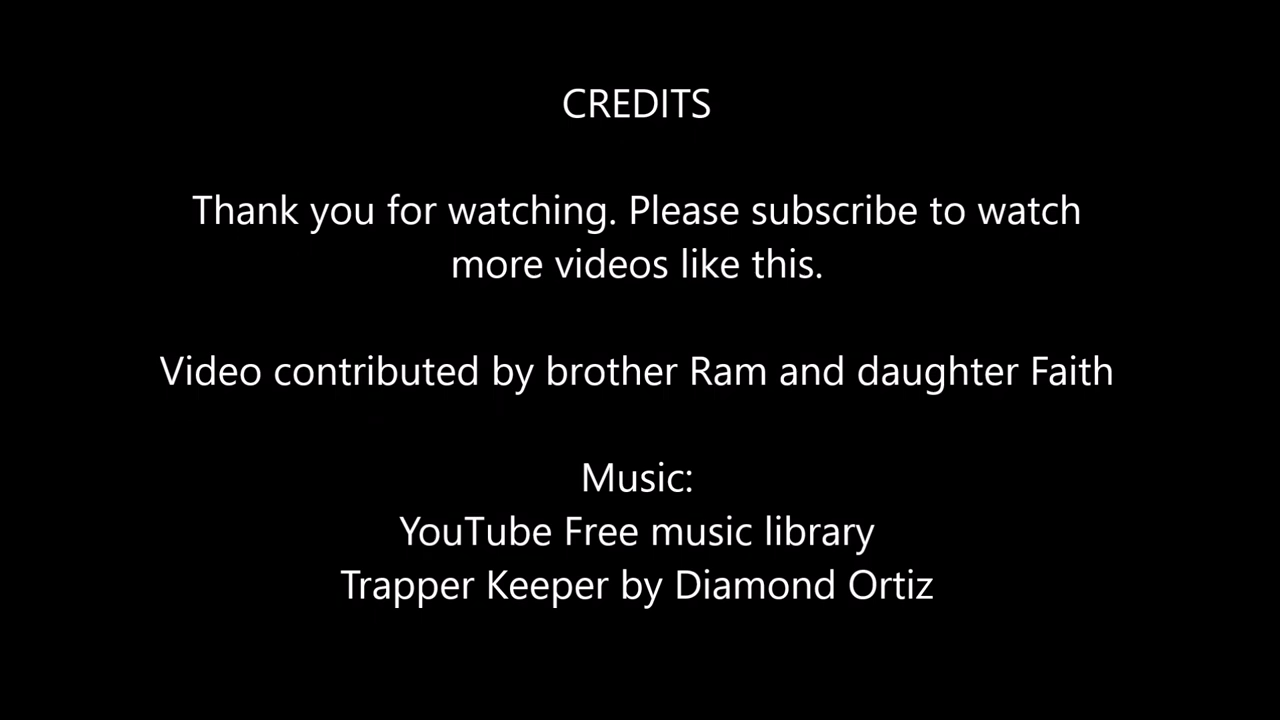 CREDITS
Thank you for watching. Please subscribe to watch
more videos like this.
Video contributed by brother Ram and daughter Faith
Music:
YouTube Free music library
Trapper Keeper by Diamond Ortiz